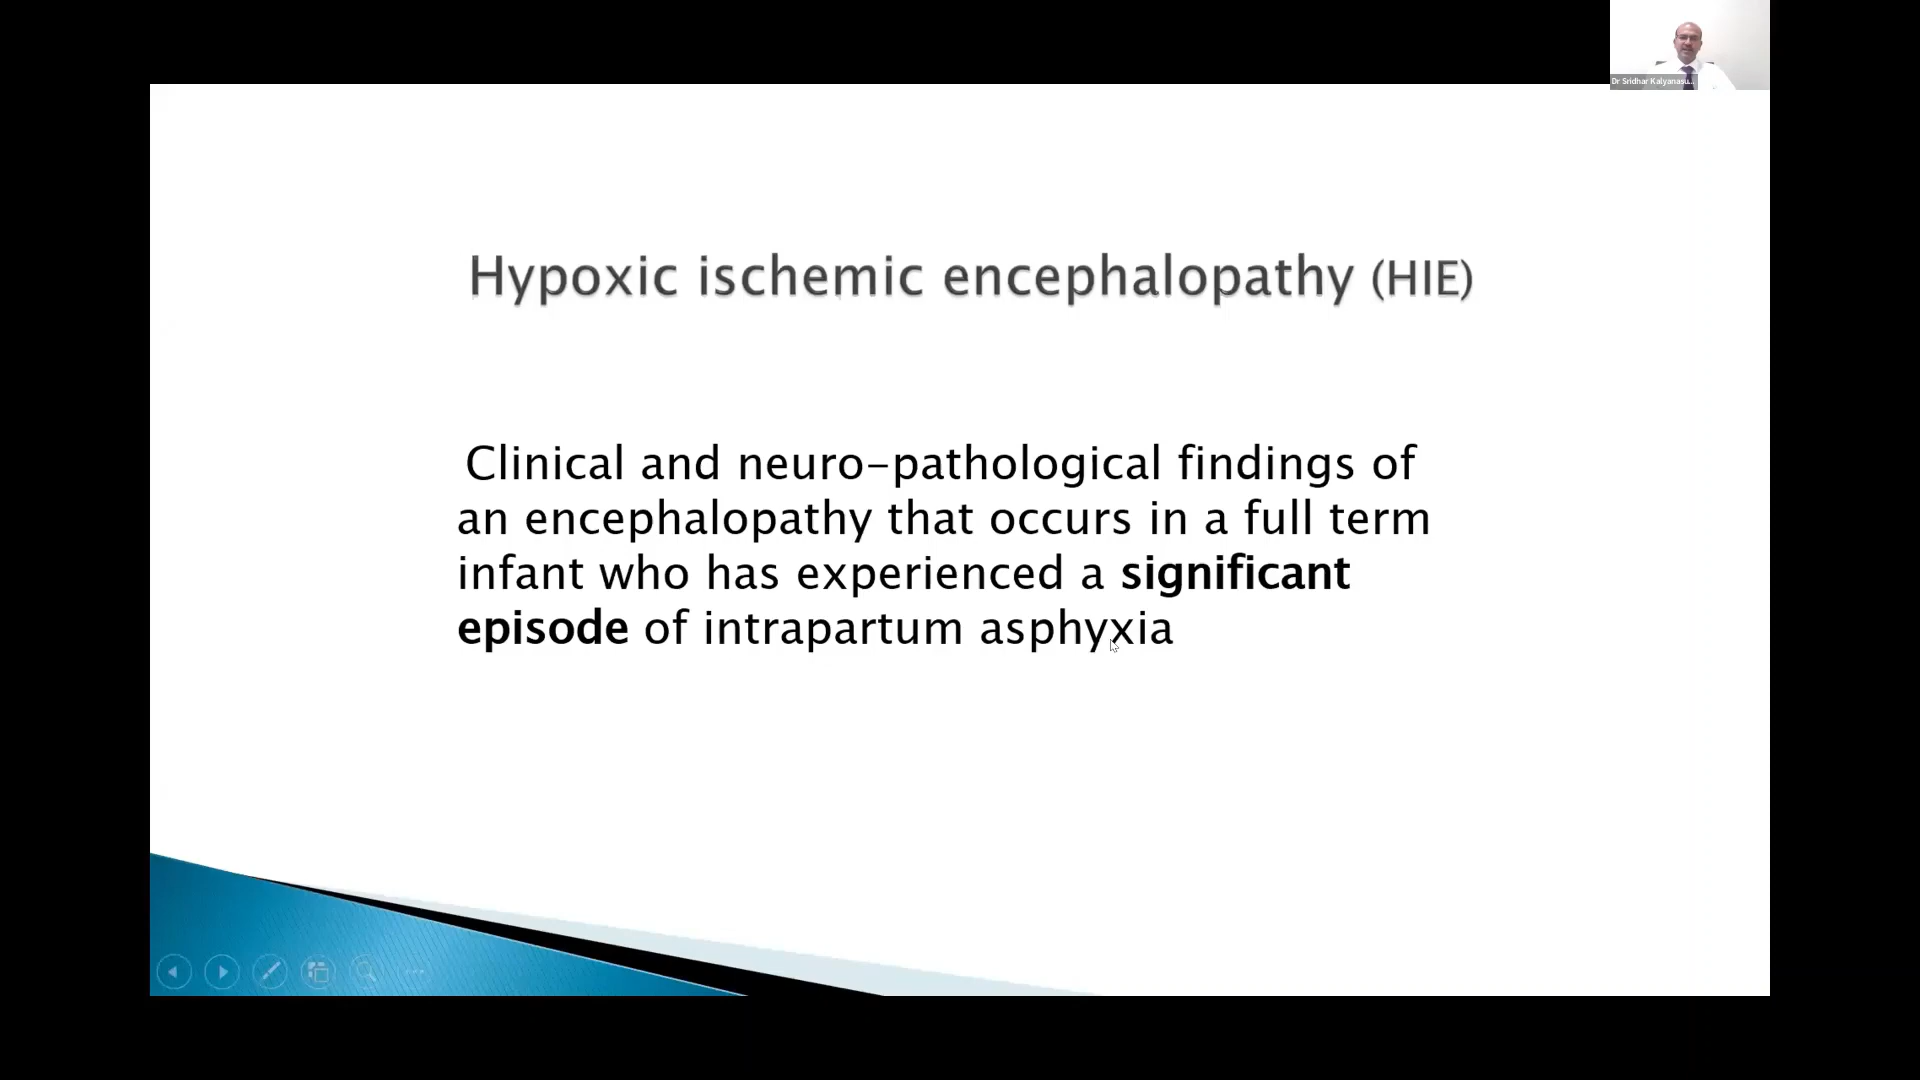 Dr Sridhar Kalyanasu...
Hypoxic ischemic encephalopathy (HIE)
Clinical and neuro-pathological findings of
an encephalopathy that occurs in a full term
infant who has experienced a significant
episode of intrapartum asphyxia